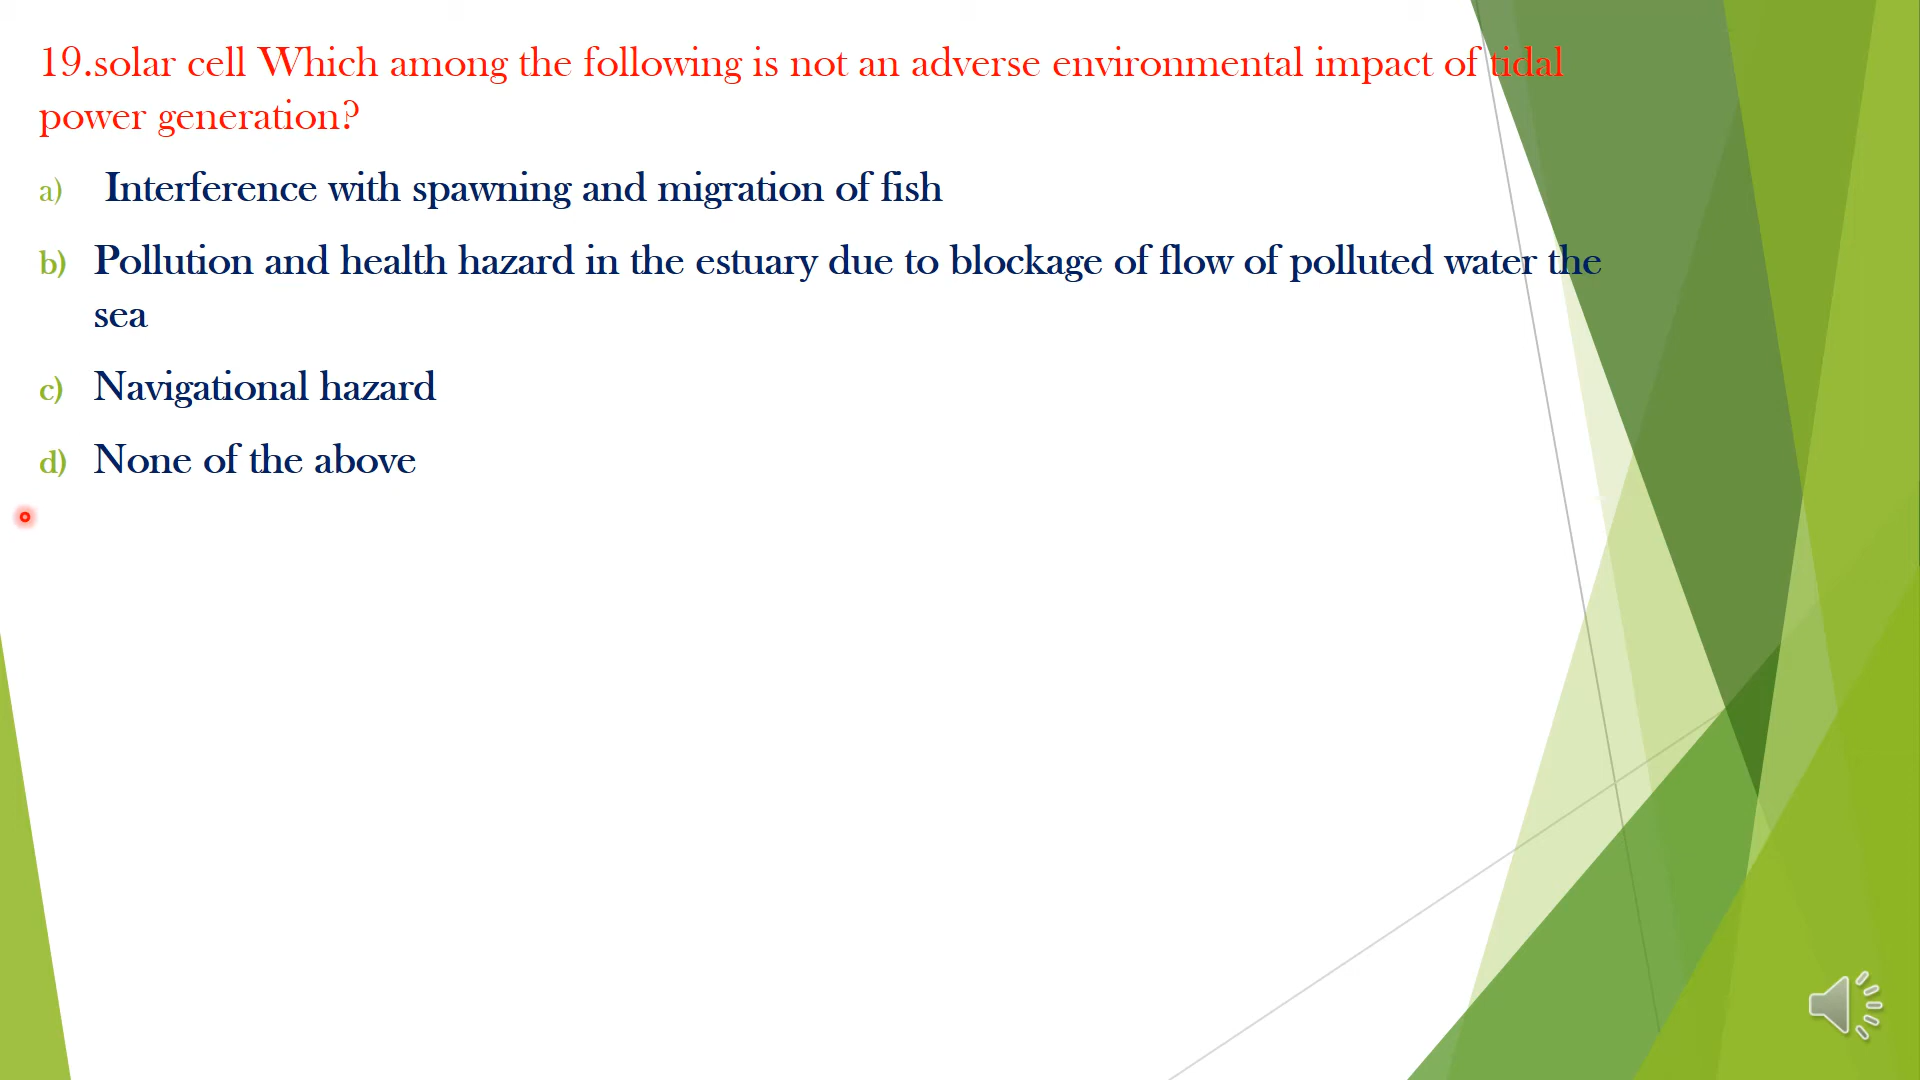 19.solar cell Which among the following is not an adverse environmental impact of tidal
power generation?
a) Interference with spawning and migration of fish
b) Pollution and health hazard in the estuary due to blockage of flow of polluted water the
sea
c) Navigational hazard
d) None of the above